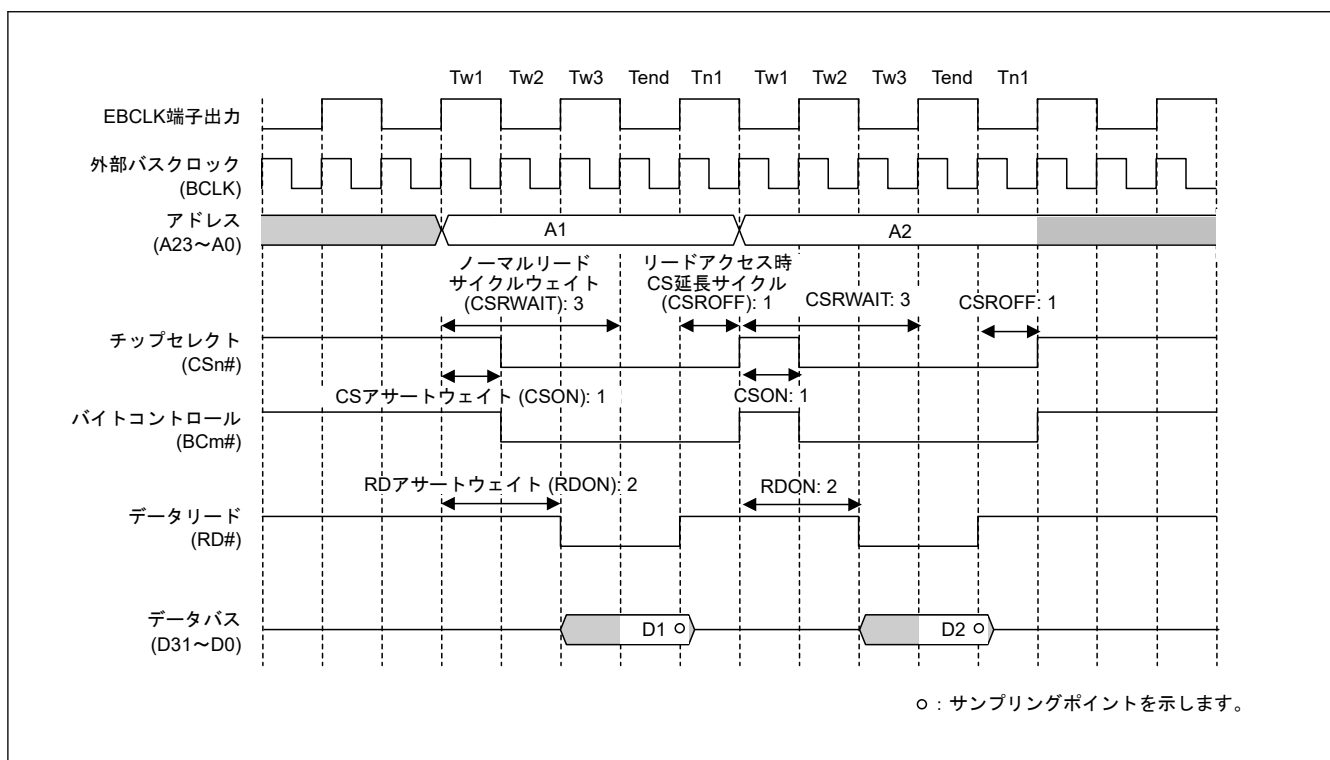 Tw1 Tw2 Tw3 Tend Tn1 Tw1 Tw2 Tw3 Tend Tn1
EBCLK端子出力
外部バスクロック
(BCLK)
アドレス
(A23～A0)
A1
A2
ノーマルリード
サイクルウェイト
(CSRWAIT): 3
リードアクセス時
CS延長サイクル
(CSROFF): 1
CSRWAIT: 3
CSROFF: 1
チップセレクト
(CSn#)
CSアサートウェイト (CSON): 1
CSON: 1
バイトコントロール
(BCm#)
RDアサートウェイト (RDON): 2
RDON: 2
データリード
(RD#)
データバス
(D31～D0)
D1
D2
：サンプリングポイントを示します。